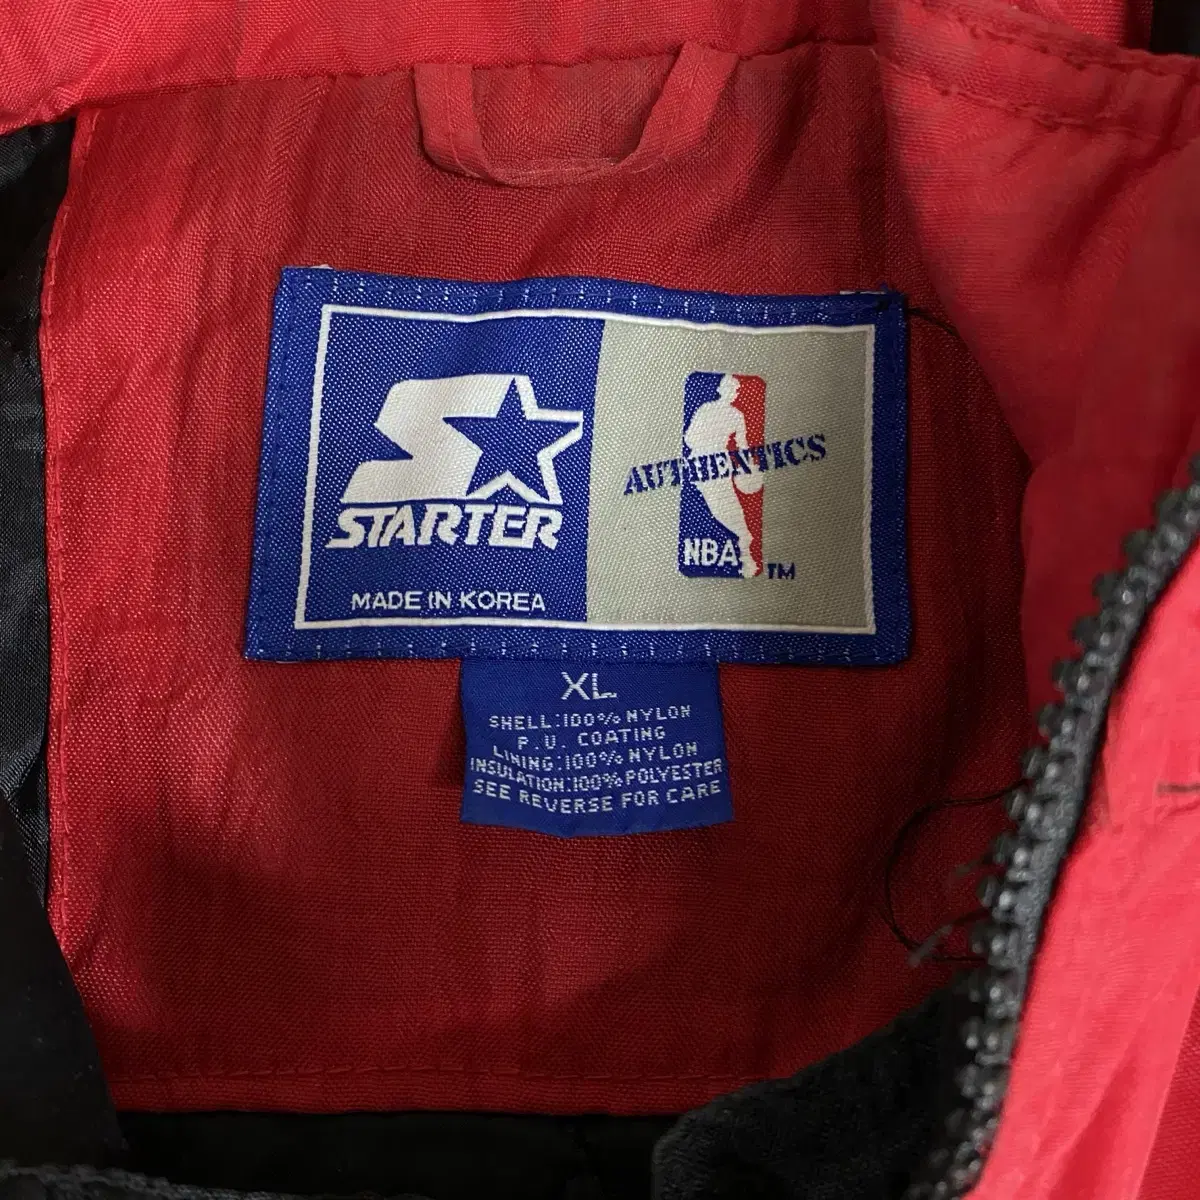 STARTER
MADE IN KOREA
AUTHENTICS
NBA
TM
XL
SHELL:100% NYLON
P.U. COATING
LINING:100% NYLON
INSULATION:100% POLYESTER
SEE REVERSE FOR CARE